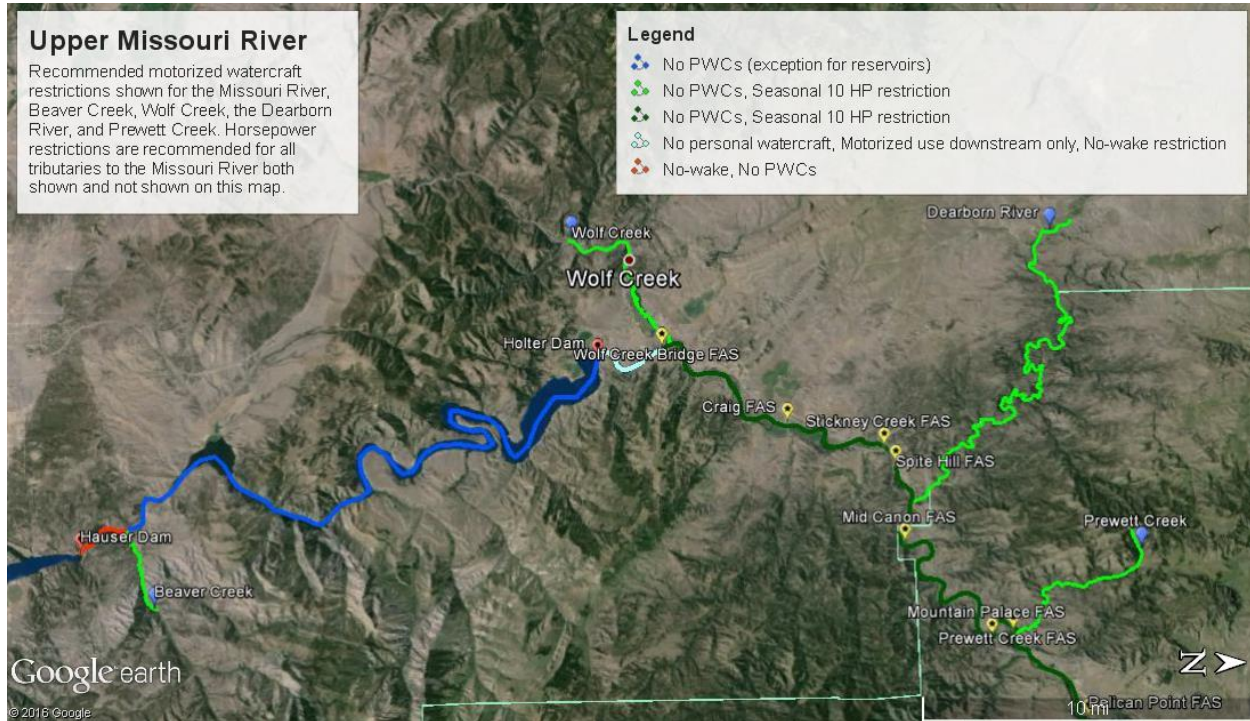 Upper Missouri River
Recommended motorized watercraft
restrictions shown for the Missouri River,
Beaver Creek, Wolf Creek, the Dearborn
River, and Prewett Creek. Horsepower
restrictions are recommended for all
tributaries to the Missouri River both
shown and not shown on this map.
Legend
No PWCs (exception for reservoirs)
No PWCs, Seasonal 10 HP restriction
No PWCs, Seasonal 10 HP restriction
No personal watercraft, Motorized use downstream only, No-wake restriction
No-wake, No PWCs
Dearborn River
Wolf Creek
Wolf Creek
Holter Dam
Wolf Creek Bridge FAS
Craig FAS
Stickney Creek FAS
Spite Hill FAS
Mid Canon FAS
Prewett Creek
Hauser Dam
Beaver Creek
Mountain Palace FAS
Prewett Creek FAS
Google earth
N
Pelican Point FAS
10 mi
© 2016 Google